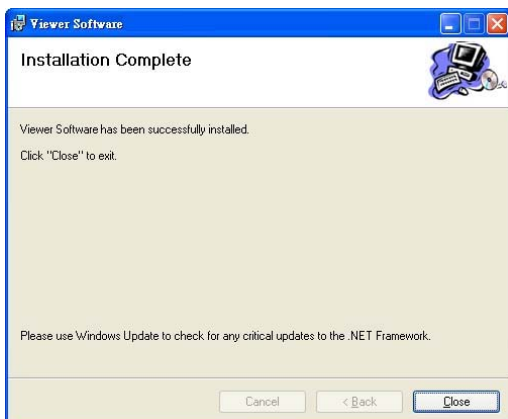 Viewer Software
Installation Complete
Viewer Software has been successfully installed.
Click "Close" to exit.
Please use Windows Update to check for any critical updates to the .NET Framework.
Cancel
< Back
Close